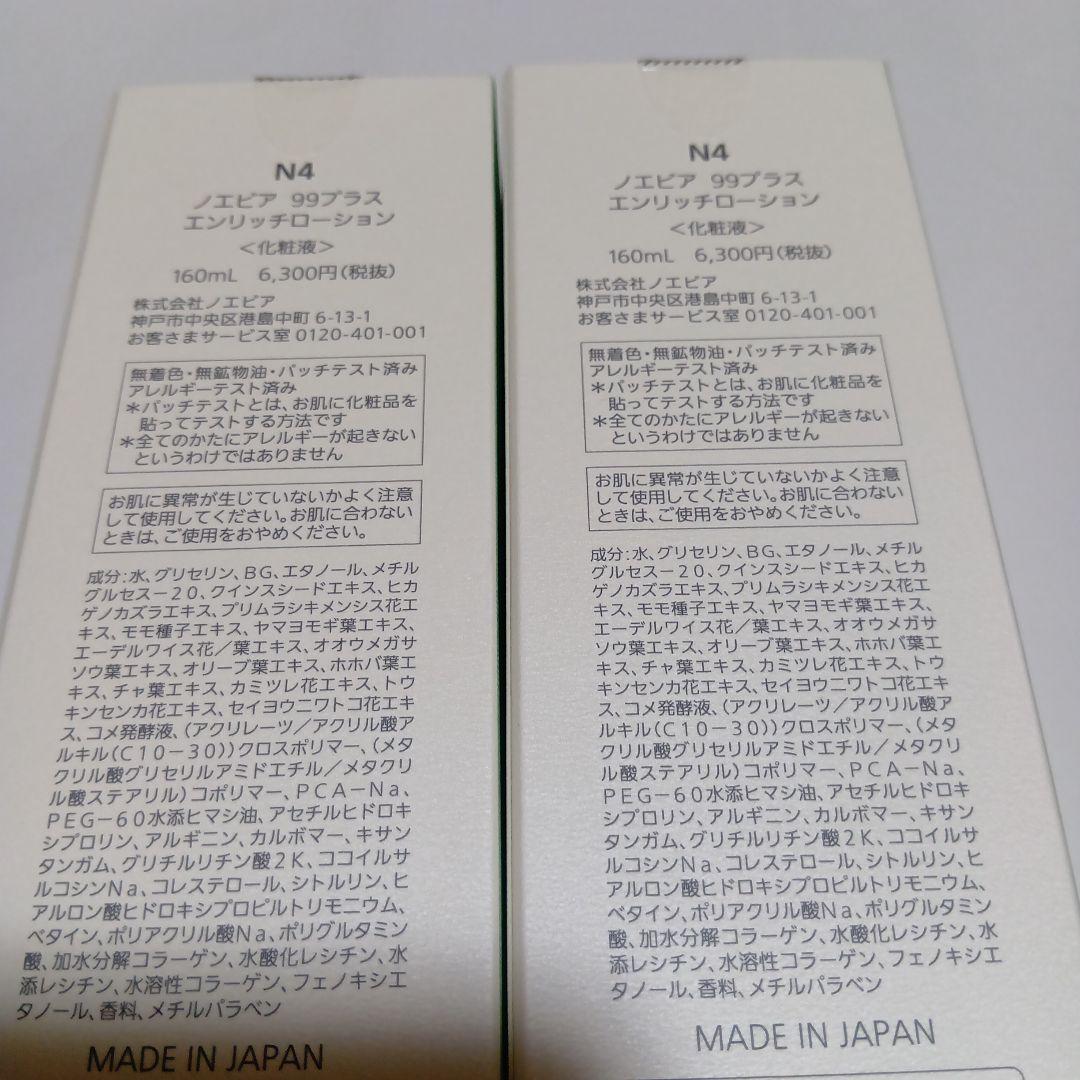 N4
ノエビア 99プラス
エンリッチローション
＜化粧液＞
160mL 6,300円(税抜)
株式会社ノエビア
神戸市中央区港島中町 6-13-1
お客さまサービス室 0120-401-001
無着色・無鉱物油・パッチテスト済み
アレルギーテスト済み
＊パッチテストとは、お肌に化粧品を
貼ってテストする方法です
＊全てのかたにアレルギーが起きない
というわけではありません
お肌に異常が生じていないかよく注意
して使用してください。お肌に合わない
ときは、ご使用をおやめください。
成分:水、グリセリン、BG、エタノール、メチル
グルセス－20、クインスシードエキス、ヒカ
ゲノカズラエキス、プリムラシキメンシス花エ
キス、モモ種子エキス、ヤマヨモギ葉エキス、
エーデルワイス花／葉エキス、オオウメガサ
ソウ葉エキス、オリーブ葉エキス、ホホバ葉エ
キス、チャ葉エキス、カミツレ花エキス、トウ
キンセンカ花エキス、セイヨウニワトコ花エキ
ス、コメ発酵液、(アクリレーツ／アクリル酸ア
ルキル(C10－30))クロスポリマー、(メタ
クリル酸グリセリルアミドエチル／メタクリ
ル酸ステアリル)コポリマー、PCA－Na、
PEG－60水添ヒマシ油、アセチルヒドロキ
シプロリン、アルギニン、カルボマー、キサン
タンガム、グリチルリチン酸2K、ココイルサ
ルコシンNa、コレステロール、シトルリン、ヒ
アルロン酸ヒドロキシプロピルトリモニウム、
ベタイン、ポリアクリル酸Na、ポリグルタミン
酸、加水分解コラーゲン、水酸化レシチン、水
添レシチン、水溶性コラーゲン、フェノキシエ
タノール、香料、メチルパラベン
MADE IN JAPAN
N4
ノエビア 99プラス
エンリッチローション
＜化粧液＞
160mL 6,300円(税抜)
株式会社ノエビア
神戸市中央区港島中町 6-13-1
お客さまサービス室 0120-401-001
無着色・無鉱物油・パッチテスト済み
アレルギーテスト済み
＊パッチテストとは、お肌に化粧品を
貼ってテストする方法です
＊全てのかたにアレルギーが起きない
というわけではありません
お肌に異常が生じていないかよく注意
して使用してください。お肌に合わない
ときは、ご使用をおやめください。
成分:水、グリセリン、BG、エタノール、メチル
グルセス－20、クインスシードエキス、ヒカ
ゲノカズラエキス、プリムラシキメンシス花エ
キス、モモ種子エキス、ヤマヨモギ葉エキス、
エーデルワイス花／葉エキス、オオウメガサ
ソウ葉エキス、オリーブ葉エキス、ホホバ葉エ
キス、チャ葉エキス、カミツレ花エキス、トウ
キンセンカ花エキス、セイヨウニワトコ花エキ
ス、コメ発酵液、(アクリレーツ／アクリル酸ア
ルキル(C10－30))クロスポリマー、(メタ
クリル酸グリセリルアミドエチル／メタクリ
ル酸ステアリル)コポリマー、PCA－Na、
PEG－60水添ヒマシ油、アセチルヒドロキ
シプロリン、アルギニン、カルボマー、キサン
タンガム、グリチルリチン酸2K、ココイルサ
ルコシンNa、コレステロール、シトルリン、ヒ
アルロン酸ヒドロキシプロピルトリモニウム、
ベタイン、ポリアクリル酸Na、ポリグルタミン
酸、加水分解コラーゲン、水酸化レシチン、水
添レシチン、水溶性コラーゲン、フェノキシエ
タノール、香料、メチルパラベン
MADE IN JAPAN